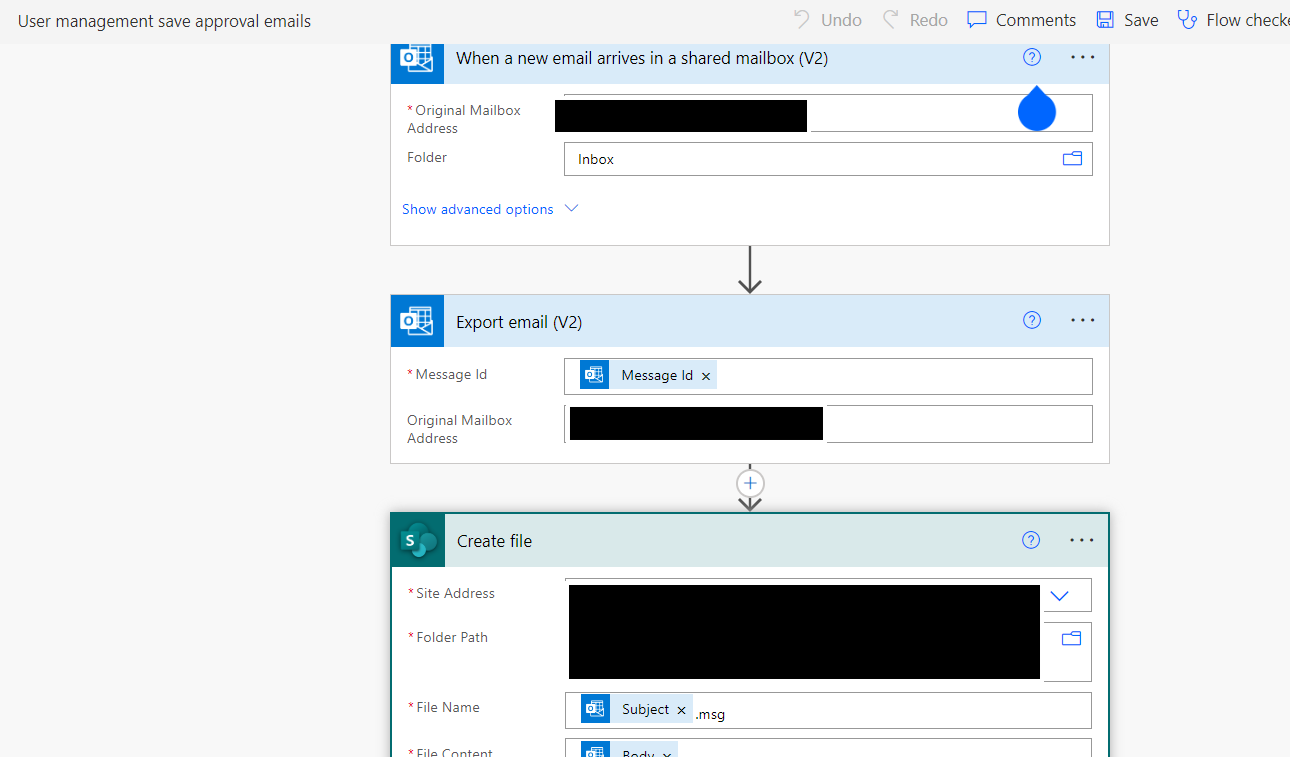 User management save approval emails
Undo Redo Comments Save Flow checke
When a new email arrives in a shared mailbox (V2)
* Original Mailbox
Address
Folder
Inbox
Show advanced options
Export email (V2)
* Message Id
Message Id ×
Original Mailbox
Address
S Create file
* Site Address
* Folder Path
* File Name
Subject × .msg
* File Content
Body ×